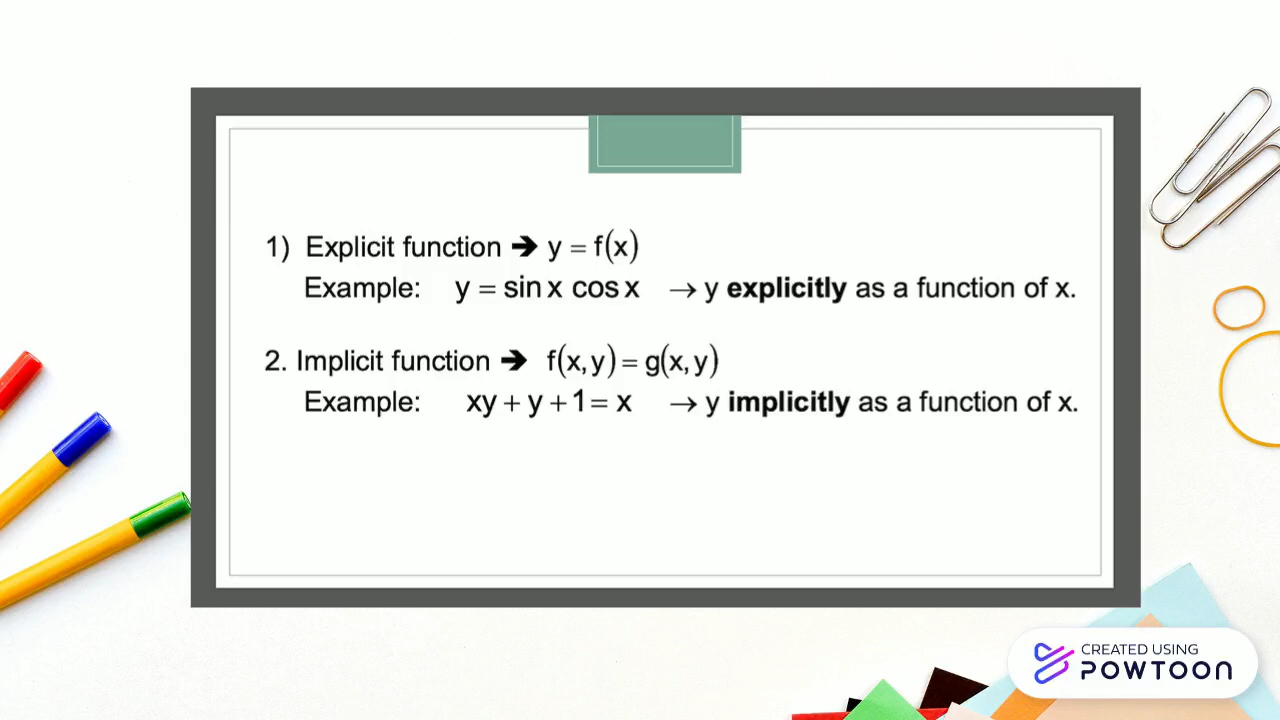 1) Explicit function ➔ y = f(x)
Example: y = sin x cos x → y explicitly as a function of x.
2. Implicit function ➔ f(x, y) = g(x, y)
Example: xy + y + 1 = x → y implicitly as a function of x.
CREATED USING
POWTOON